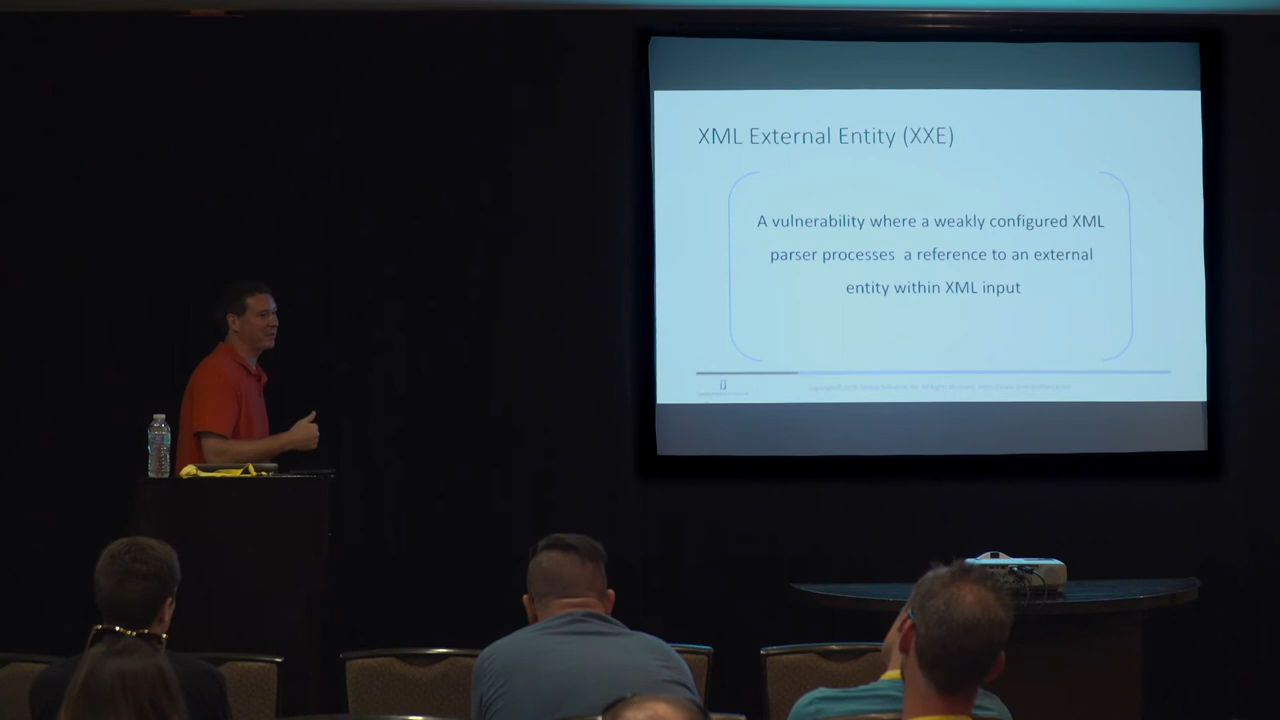 XML External Entity (XXE)
A vulnerability where a weakly configured XML
parser processes a reference to an external
entity within XML input